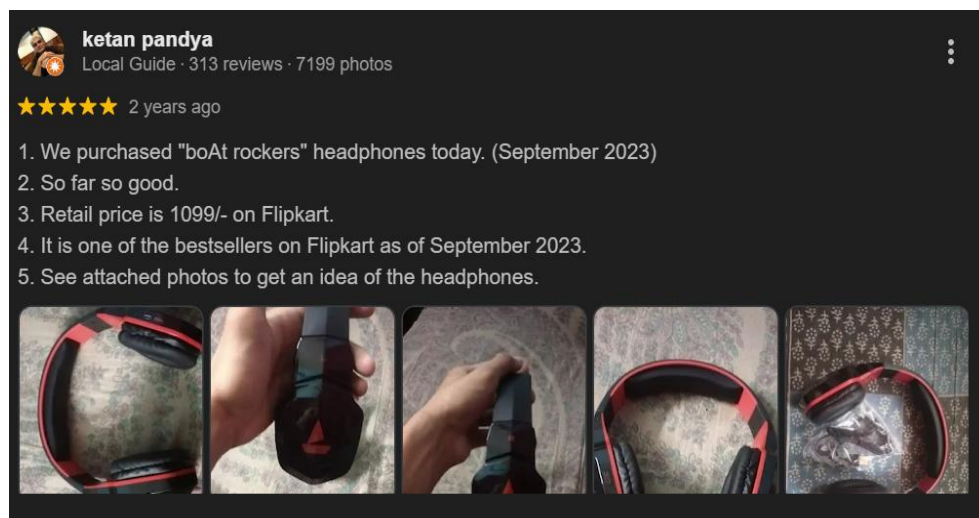 ketan pandya
Local Guide · 313 reviews · 7199 photos
2 years ago
1. We purchased "boAt rockers" headphones today. (September 2023)
2. So far so good.
3. Retail price is 1099/- on Flipkart.
4. It is one of the bestsellers on Flipkart as of September 2023.
5. See attached photos to get an idea of the headphones.